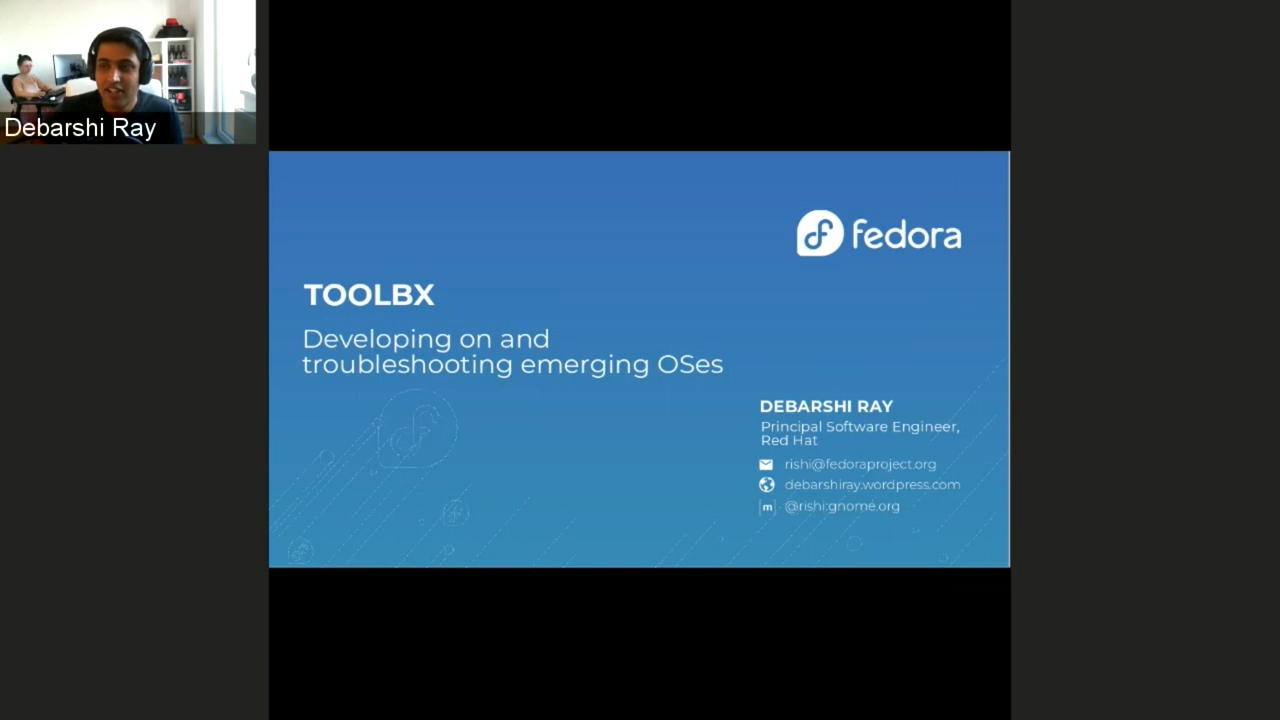 Debarshi Ray
fedora
TOOLBX
Developing on and
troubleshooting emerging OSes
DEBARSHI RAY
Principal Software Engineer,
Red Hat
rishi@fedoraproject.org
debarshiray.wordpress.com
[m] @rishi:gnome.org